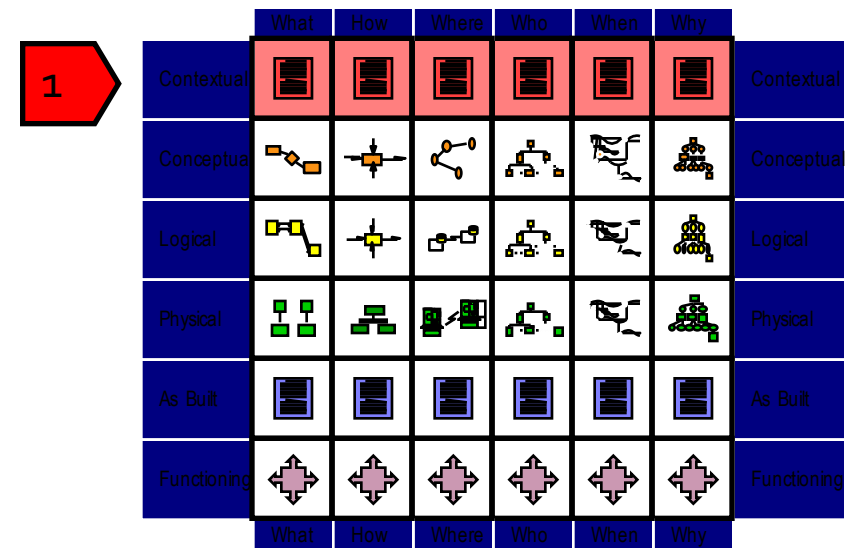 What How Where Who When Why
1
Contextual Contextual
Conceptual Conceptual
Logical Logical
Physical Physical
As Built As Built
Functioning Functioning
What How Where Who When Why